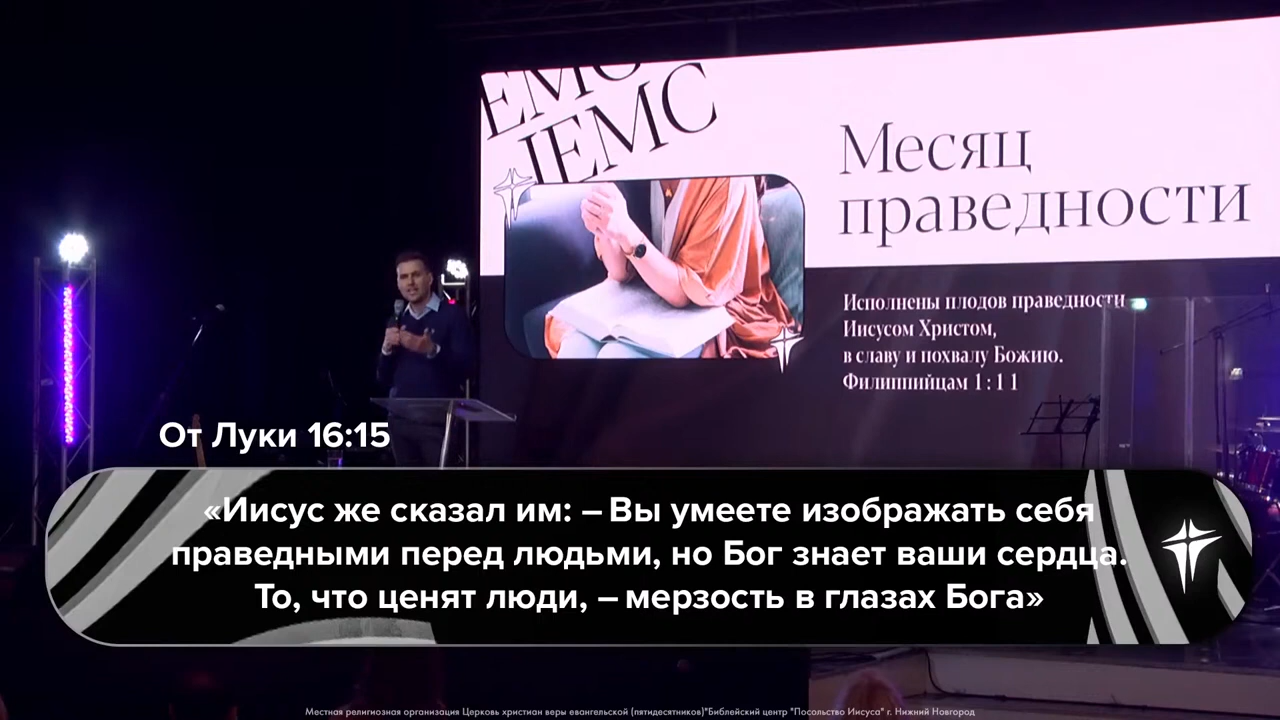 ЕМС
IEMC
Месяц
праведности
Исполнены плодов праведности
Иисусом Христом,
в славу и похвалу Божию.
Филиппийцам 1:11
От Луки 16:15
«Иисус же сказал им: – Вы умеете изображать себя
праведными перед людьми, но Бог знает ваши сердца.
То, что ценят люди, – мерзость в глазах Бога»
Местная религиозная организация Церковь христиан веры евангельской (пятидесятников)"Библейский центр "Посольство Иисуса" г. Нижний Новгород